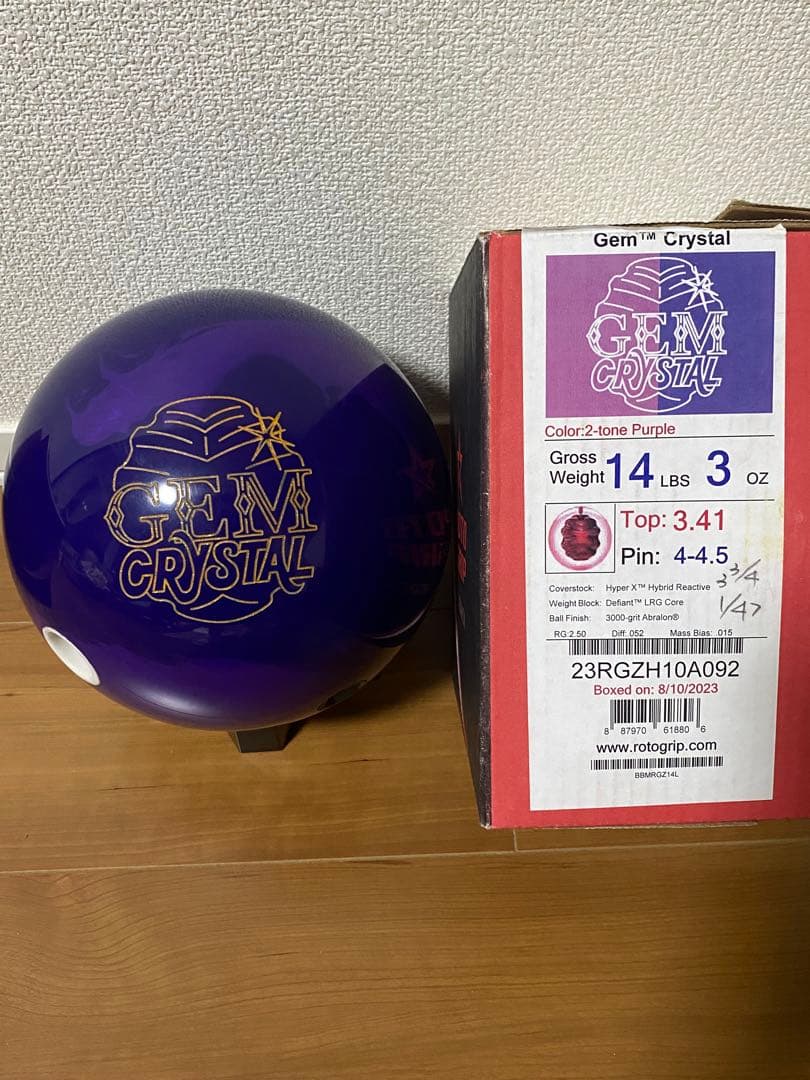 GEM
CRYSTAL
Gem™ Crystal
GEM
CRYSTAL
Color:2-tone Purple
Gross Weight 14 LBS 3 OZ
Top: 3.41
Pin: 4-4.5
3 3/4
Coverstock: Hyper X™ Hybrid Reactive
Weight Block: Defiant™ LRG Core
1/47
Ball Finish: 3000-grit Abralon®
RG:2.50 Diff:.052 Mass Bias: .015
23RGZH10A092
Boxed on: 8/10/2023
8 87970 61880 6
www.rotogrip.com
BBMRGZ14L